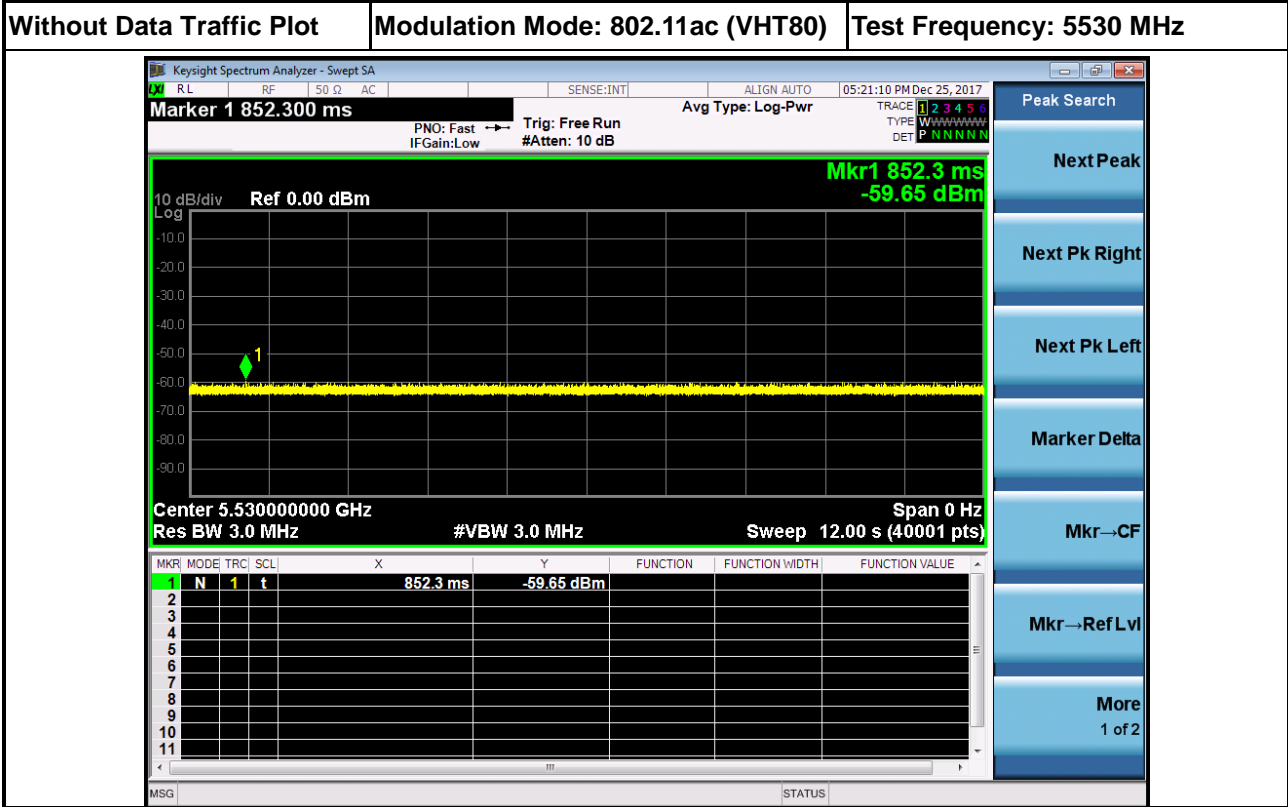 Without Data Traffic Plot Modulation Mode: 802.11ac (VHT80) Test Frequency: 5530 MHz
Keysight Spectrum Analyzer - Swept SA
LXI RL RF 50 Ω AC SENSE:INT ALIGN AUTO 05:21:10 PM Dec 25, 2017
Marker 1 852.300 ms
PNO: Fast
IFGain:Low
Trig: Free Run
#Atten: 10 dB
Avg Type: Log-Pwr
TRACE 1 2 3 4 5 6
TYPE WWWWWW
DET P N N N N N
Mkr1 852.3 ms
-59.65 dBm
10 dB/div Ref 0.00 dBm
Log
-10.0
-20.0
-30.0
-40.0
-50.0
1
-60.0
-70.0
-80.0
-90.0
Center 5.530000000 GHz Span 0 Hz
Res BW 3.0 MHz #VBW 3.0 MHz Sweep 12.00 s (40001 pts)
MKR MODE TRC SCL X Y FUNCTION FUNCTION WIDTH FUNCTION VALUE
1 N 1 t 852.3 ms -59.65 dBm
2
3
4
5
6
7
8
9
10
11
MSG STATUS
Peak Search
Next Peak
Next Pk Right
Next Pk Left
Marker Delta
Mkr→CF
Mkr→Ref Lvl
More
1 of 2